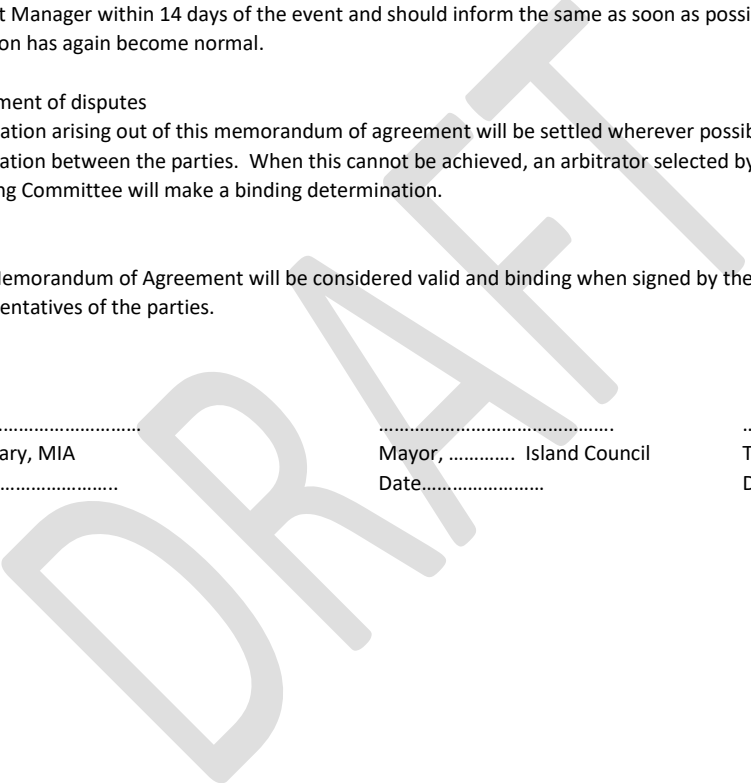 t Manager within 14 days of the event and should inform the same as soon as possi
on has again become normal.
ment of disputes
ation arising out of this memorandum of agreement will be settled wherever possib
ation between the parties.  When this cannot be achieved, an arbitrator selected by
ng Committee will make a binding determination.
Memorandum of Agreement will be considered valid and binding when signed by the
entatives of the parties.
………………………… ……………………………………. …
ary, MIA Mayor, …………. Island Council T
………………….. Date…………………… D
DRAFT